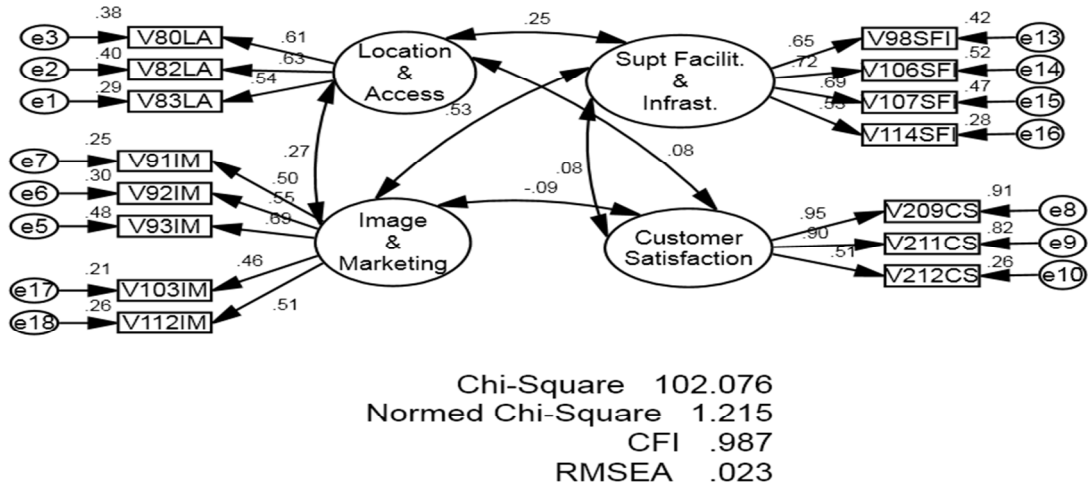 .38
e3
V80LA
.61
.40
e2
V82LA
.63
.29
e1
V83LA
.54
Location
&
Access
.25
Supt Facilit.
&
Infrast.
.65
V98SFI
.42
e13
.72
V106SFI
.52
e14
.69
V107SFI
.47
e15
V114SFI
.28
e16
.53
.27
.08
.08
.25
e7
V91IM
.50
.30
e6
V92IM
.55
.48
e5
V93IM
.69
Image
&
Marketing
-.09
.21
e17
V103IM
.46
.26
e18
V112IM
.51
Customer
Satisfaction
.95
V209CS
.91
e8
.90
V211CS
.82
e9
.51
V212CS
.26
e10
Chi-Square 102.076
Normed Chi-Square 1.215
CFI .987
RMSEA .023